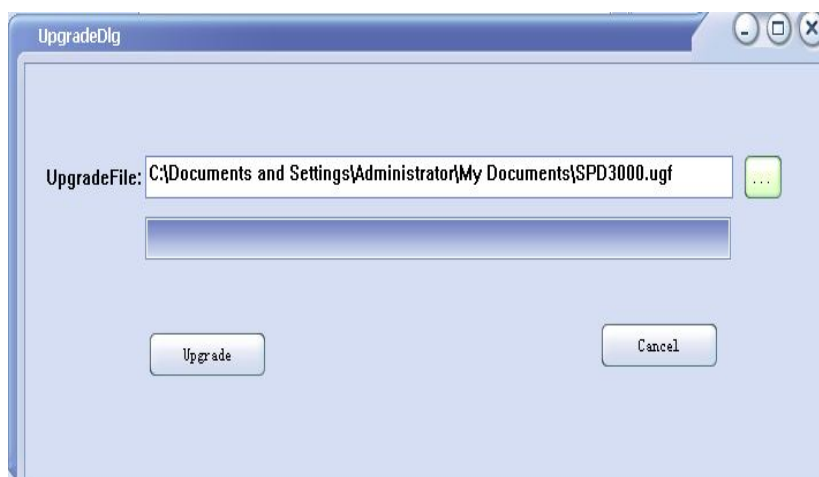 UpgradeDlg
UpgradeFile: C:\Documents and Settings\Administrator\My Documents\SPD3000.ugf ...
Upgrade Cancel